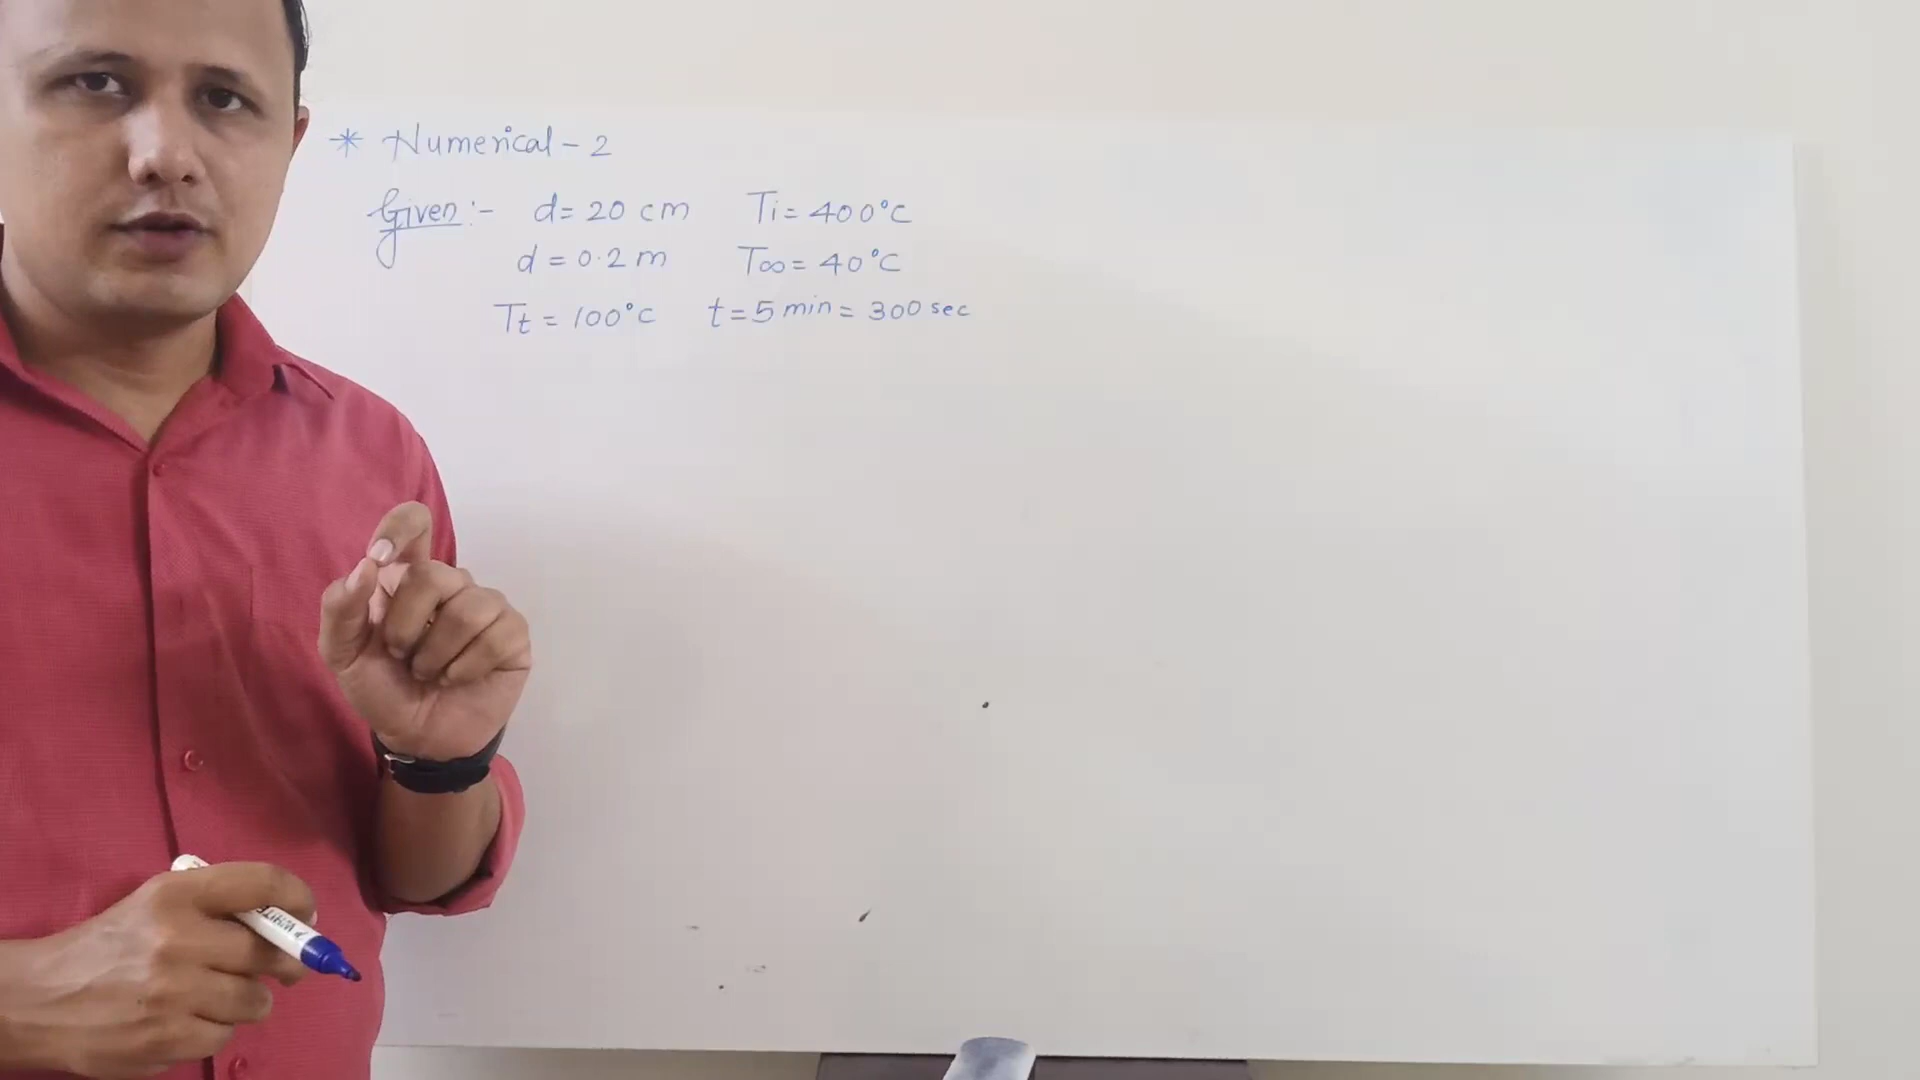 * Numerical - 2
Given :- d = 20 cm Ti = 400°C
d = 0.2 m T∞ = 40°C
Tt = 100°C t = 5 min = 300 sec